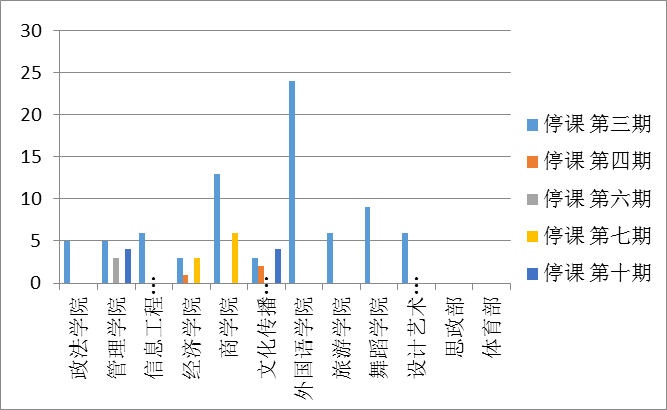 30
25
20
15
10
5
0
政法学院
管理学院
信息工程…
经济学院
商学院
文化传播…
外国语学院
旅游学院
舞蹈学院
设计艺术…
思政部
体育部
停课 第三期
停课 第四期
停课 第六期
停课 第七期
停课 第十期